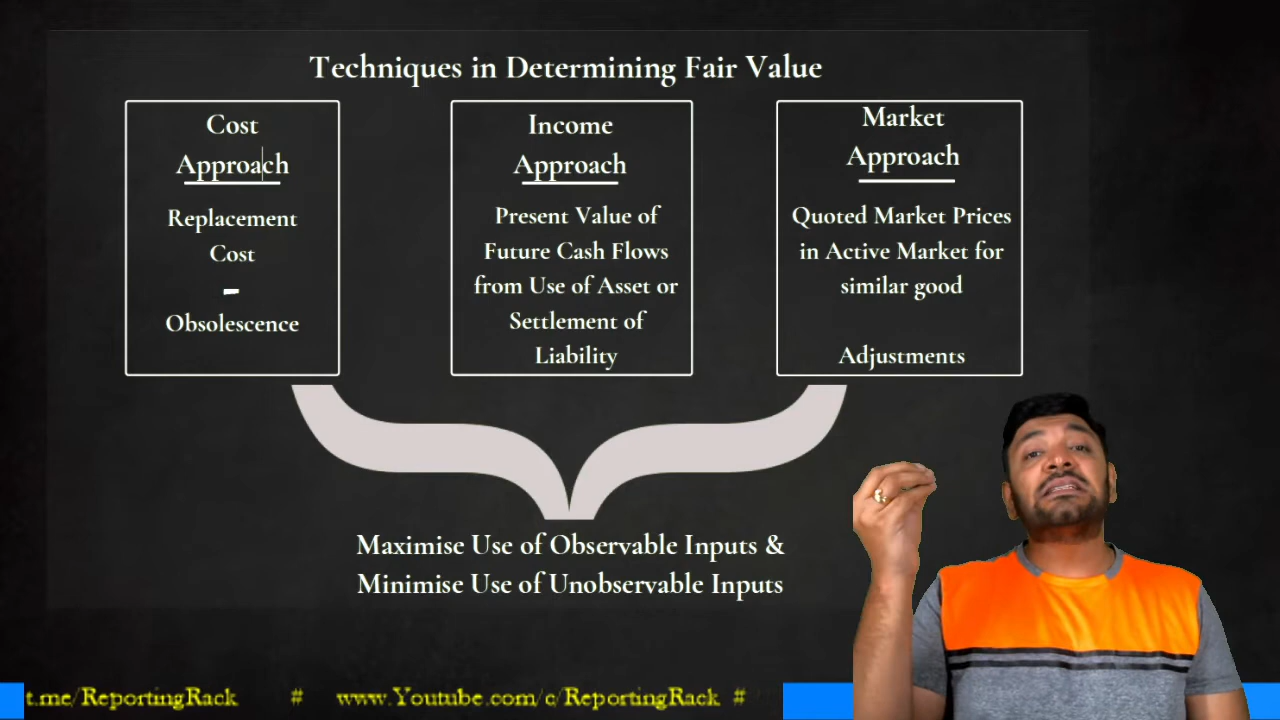 Techniques in Determining Fair Value
Cost
Approach
Replacement
Cost
-
Obsolescence
Income
Approach
Present Value of
Future Cash Flows
from Use of Asset or
Settlement of
Liability
Market
Approach
Quoted Market Prices
in Active Market for
similar good
Adjustments
Maximise Use of Observable Inputs &
Minimise Use of Unobservable Inputs
t.me/ReportingRack # www.Youtube.com/c/ReportingRack #